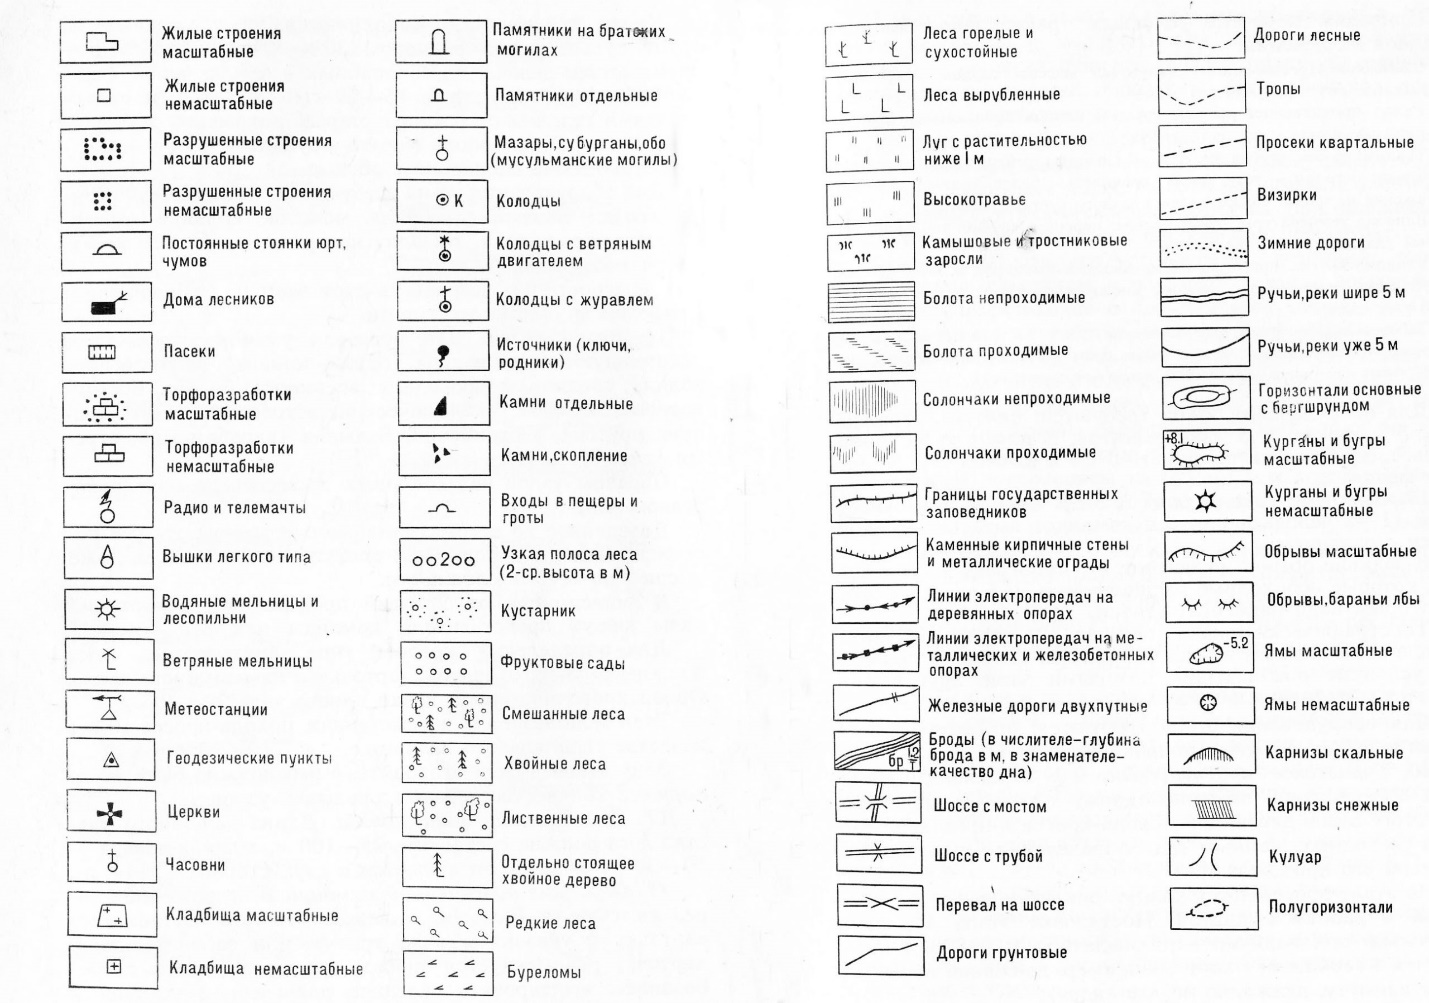 Жилые строения
масштабные
Жилые строения
немасштабные
Разрушенные строения
масштабные
Разрушенные строения
немасштабные
Постоянные стоянки юрт,
чумов
Дома лесников
Пасеки
Торфоразработки
масштабные
Торфоразработки
немасштабные
Радио и телемачты
Вышки легкого типа
Водяные мельницы и
лесопильни
Ветряные мельницы
Метеостанции
Геодезические пункты
Церкви
Часовни
Кладбища масштабные
Кладбища немасштабные
Памятники на братских
могилах
Памятники отдельные
Мазары, субурганы, обо
(мусульманские могилы)
К
Колодцы
Колодцы с ветряным
двигателем
Колодцы с журавлем
Источники (ключи,
родники)
Камни отдельные
Камни, скопление
Входы в пещеры и
гроты
оо2оо
Узкая полоса леса
(2-ср. высота в м)
Кустарник
Фруктовые сады
Смешанные леса
Хвойные леса
Лиственные леса
Отдельно стоящее
хвойное дерево
Редкие леса
Буреломы
Леса горелые и
сухостойные
Леса вырубленные
Луг с растительностью
ниже 1 м
Высокотравье
Камышовые и тростниковые
заросли
Болота непроходимые
Болота проходимые
Солончаки непроходимые
Солончаки проходимые
Границы государственных
заповедников
Каменные кирпичные стены
и металлические ограды
Линии электропередач на
деревянных опорах
Линии электропередач на ме-
таллических и железобетонных
опорах
Железные дороги двухпутные
бр 1,2
Т
Броды (в числителе-глубина
брода в м, в знаменателе-
качество дна)
Шоссе с мостом
Шоссе с трубой
Перевал на шоссе
Дороги грунтовые
Дороги лесные
Тропы
Просеки квартальные
Визирки
Зимние дороги
Ручьи, реки шире 5 м
Ручьи, реки уже 5 м
Горизонтали основные
с бергшрундом
+8.1
Курганы и бугры
масштабные
Курганы и бугры
немасштабные
Обрывы масштабные
Обрывы, бараньи лбы
-5.2
Ямы масштабные
Ямы немасштабные
Карнизы скальные
Карнизы снежные
Кулуар
Полугоризонтали